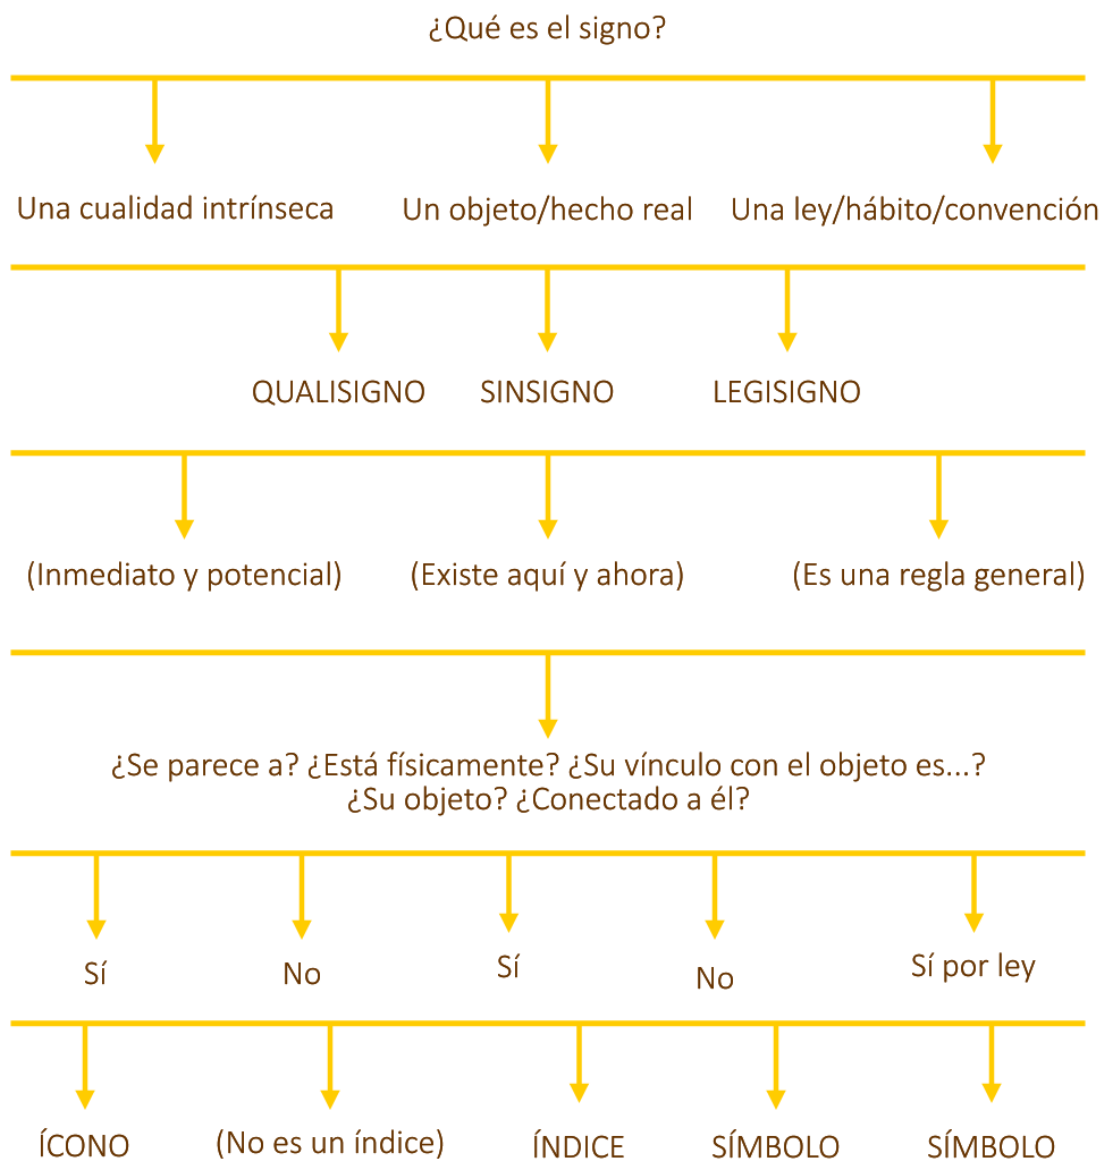 ¿Qué es el signo?
Una cualidad intrínseca
Un objeto/hecho real
Una ley/hábito/convención
QUALISIGNO
SINSIGNO
LEGISIGNO
(Inmediato y potencial)
(Existe aquí y ahora)
(Es una regla general)
¿Se parece a? ¿Está físicamente? ¿Su vínculo con el objeto es...?
¿Su objeto? ¿Conectado a él?
Sí
No
Sí
No
Sí por ley
ÍCONO
(No es un índice)
ÍNDICE
SÍMBOLO
SÍMBOLO